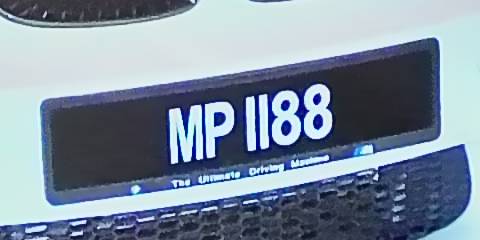 MP 1188
The Ultimate Driving Machine